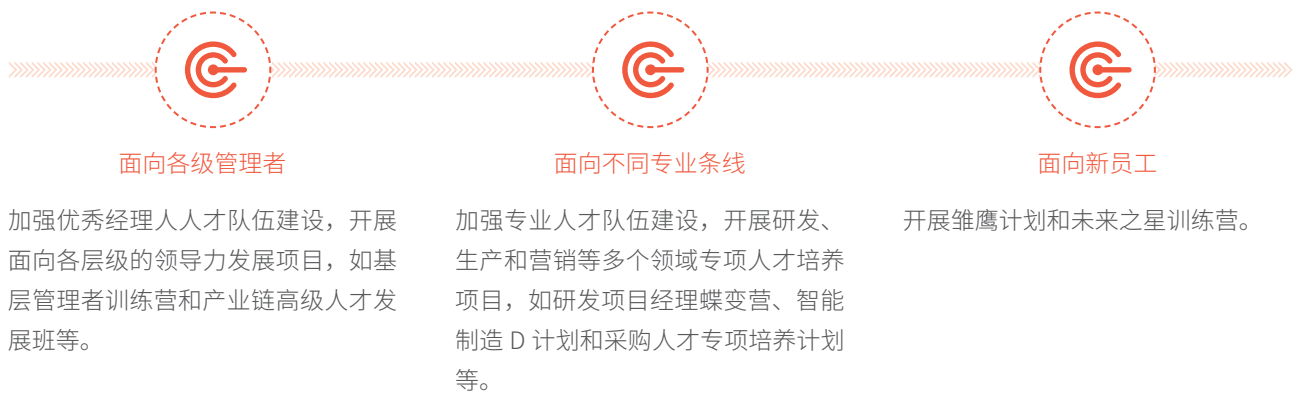 面向各级管理者
加强优秀经理人人才队伍建设，开展
面向各层级的领导力发展项目，如基
层管理者训练营和产业链高级人才发
展班等。
面向不同专业条线
加强专业人才队伍建设，开展研发、
生产和营销等多个领域专项人才培养
项目，如研发项目经理蝶变营、智能
制造 D 计划和采购人才专项培养计划
等。
面向新员工
开展雏鹰计划和未来之星训练营。